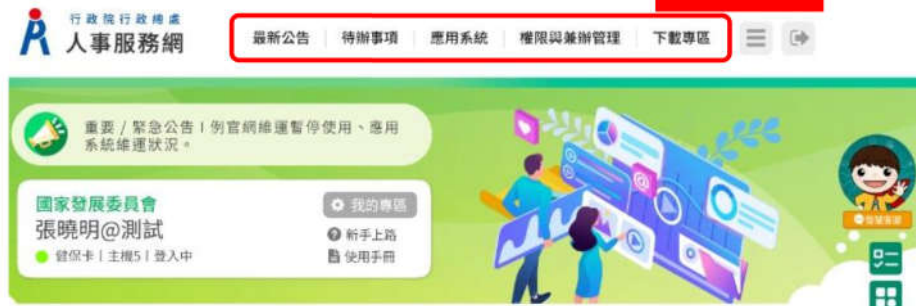 行政院行政總處
人事服務網
最新公告 待辦事項 應用系統 權限與兼辦管理 下載專區
重要 / 緊急公告 | 例官網維運暫停使用、應用
系統維運狀況。
國家發展委員會
我的專區
張曉明@測試
新手上路
健保卡 | 主機5 | 登入中
使用手冊